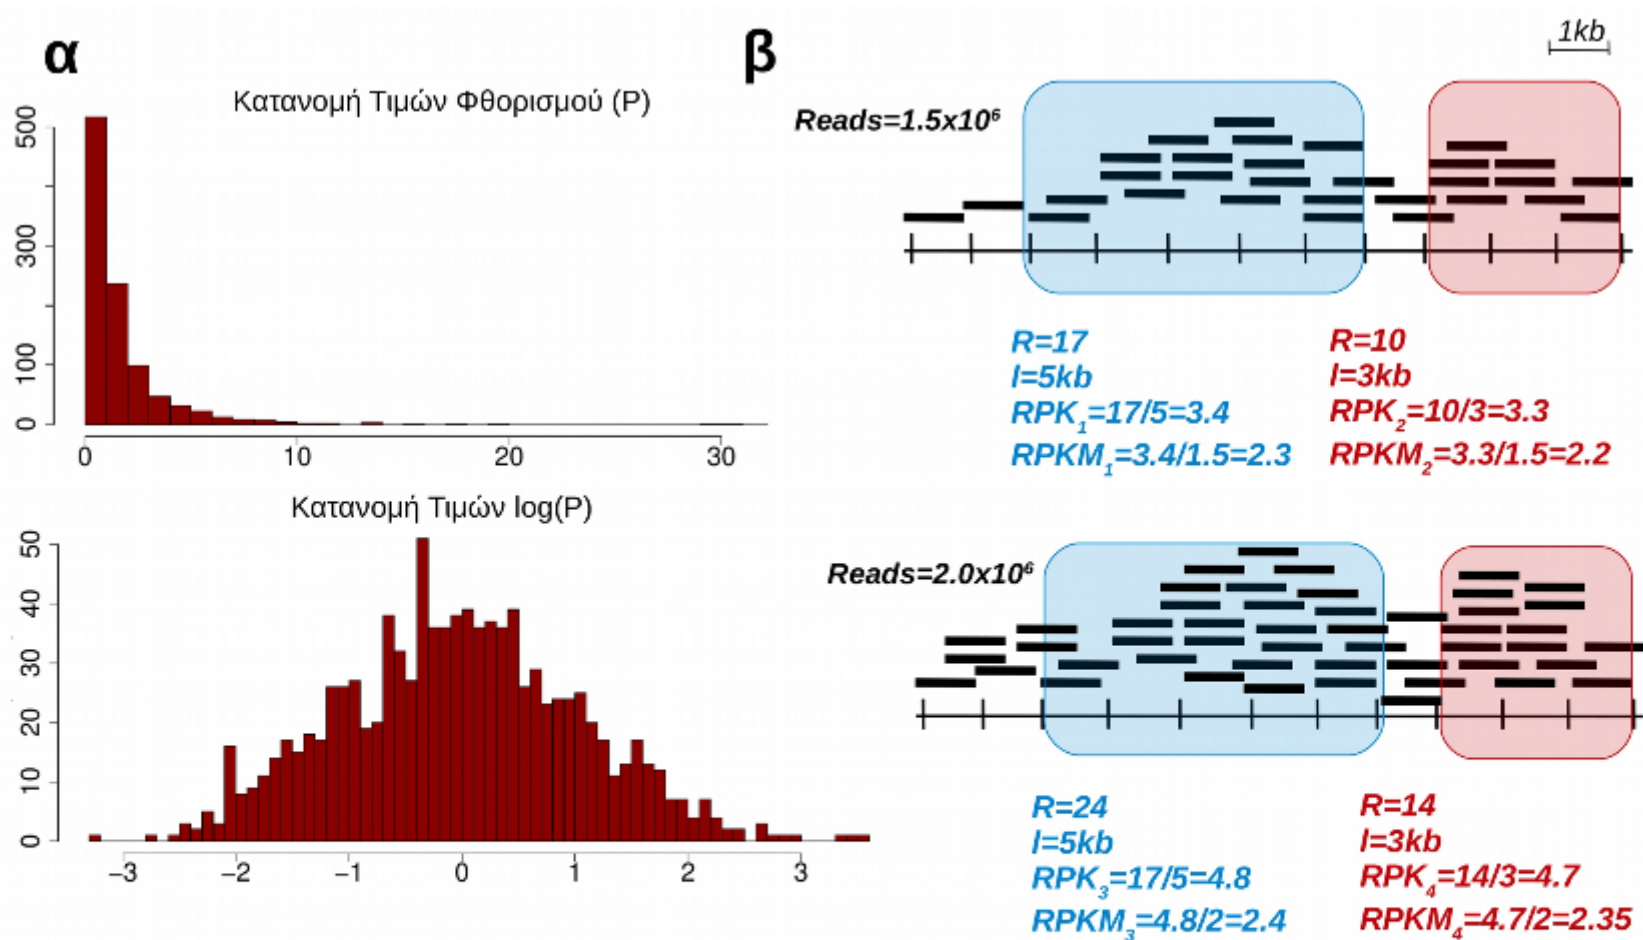 α
Κατανομή Τιμών Φθορισμού (P)
500
300
100
0
0 10 20 30
Κατανομή Τιμών log(P)
50
40
30
20
10
0
−3 −2 −1 0 1 2 3
β
1kb
Reads=1.5x10⁶
R=17
l=5kb
RPK₁=17/5=3.4
RPKM₁=3.4/1.5=2.3
R=10
l=3kb
RPK₂=10/3=3.3
RPKM₂=3.3/1.5=2.2
Reads=2.0x10⁶
R=24
l=5kb
RPK₃=17/5=4.8
RPKM₃=4.8/2=2.4
R=14
l=3kb
RPK₄=14/3=4.7
RPKM₄=4.7/2=2.35